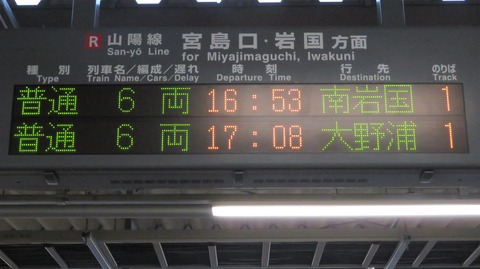 R 山陽線 宮島口・岩国 方面
San-yō Line for Miyajimaguchi, Iwakuni
種別 列車名/編成/遅れ 時刻 行先 のりば
Type Train Name/Cars/Delay Departure Time Destination Track
普通 6両 16:53 南岩国 1
普通 6両 17:08 大野浦 1